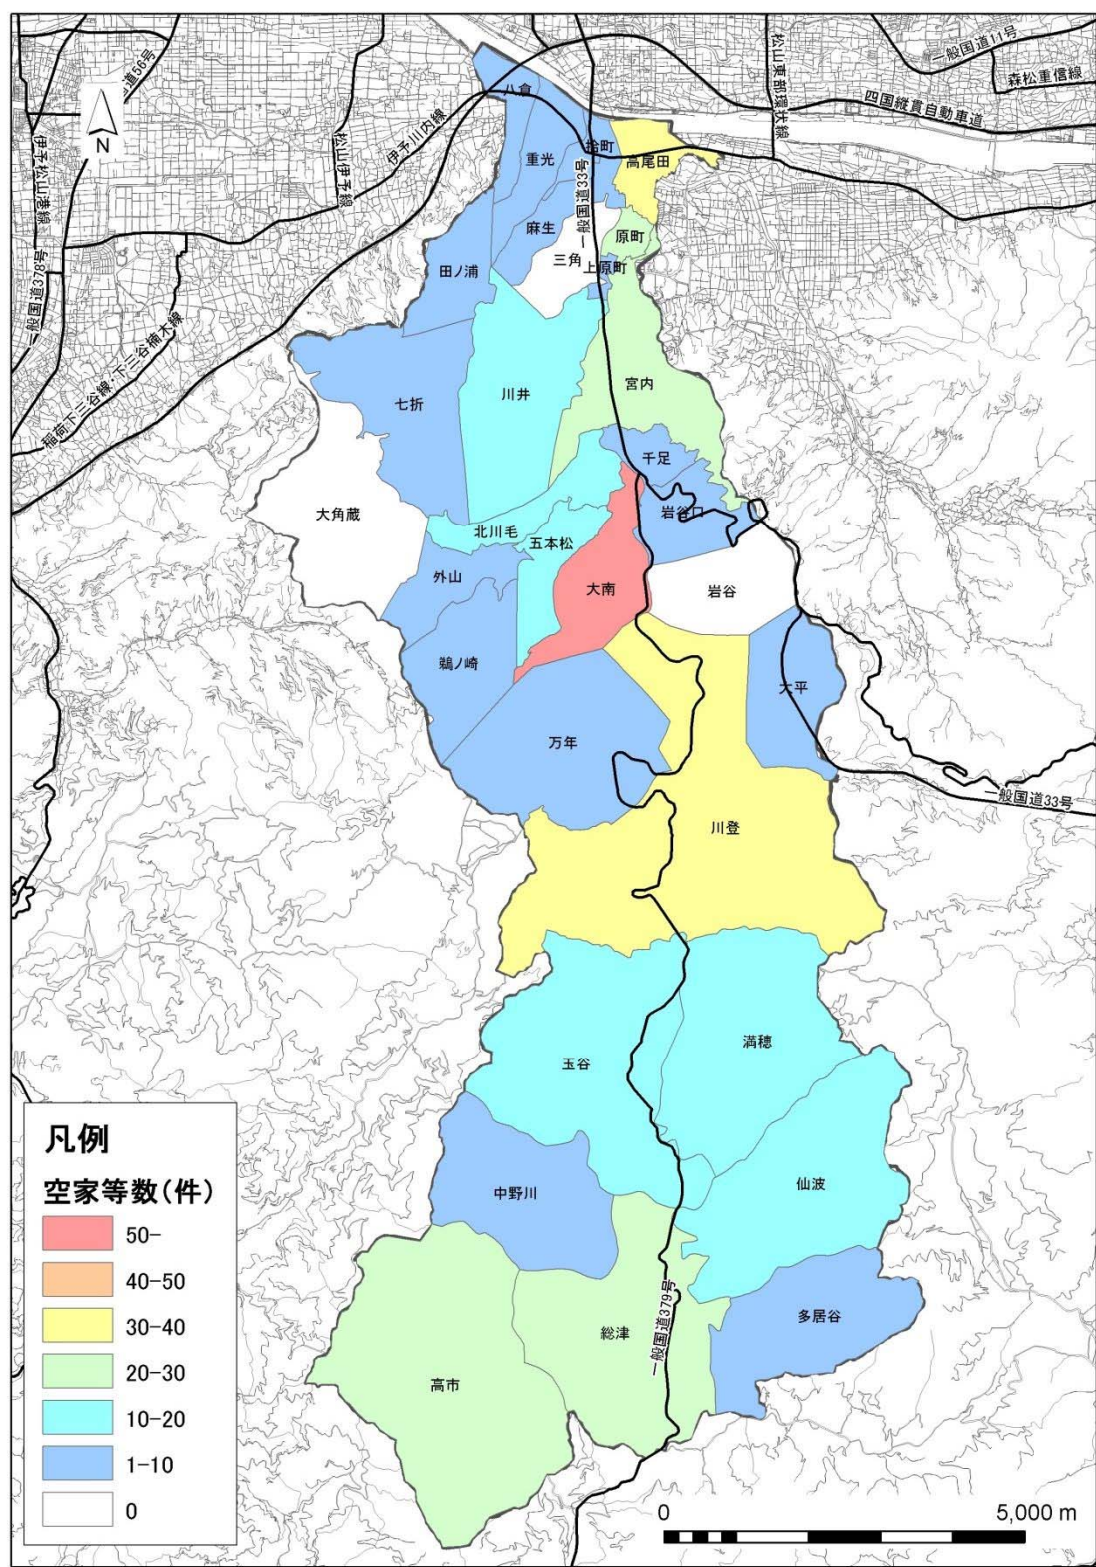 一般国道11号
森松重信線
四国縦貫自動車道
松山東部環状線
道56号
伊予松山港線
松山伊予線
伊予川内線
一般国道378号
稲荷下三谷線・下三谷楠木線
N
一般国道33号
八倉
重光
拾町
高尾田
麻生
原町
三角
上原町
田ノ浦
七折
川井
宮内
千足
大角蔵
北川毛
五本松
岩谷口
外山
大南
岩谷
鵜ノ崎
大平
万年
一般国道33号
川登
満穂
玉谷
中野川
仙波
多居谷
総津
高市
一般国道379号
凡例
空家等数(件)
50-
40-50
30-40
20-30
10-20
1-10
0
0 5,000 m